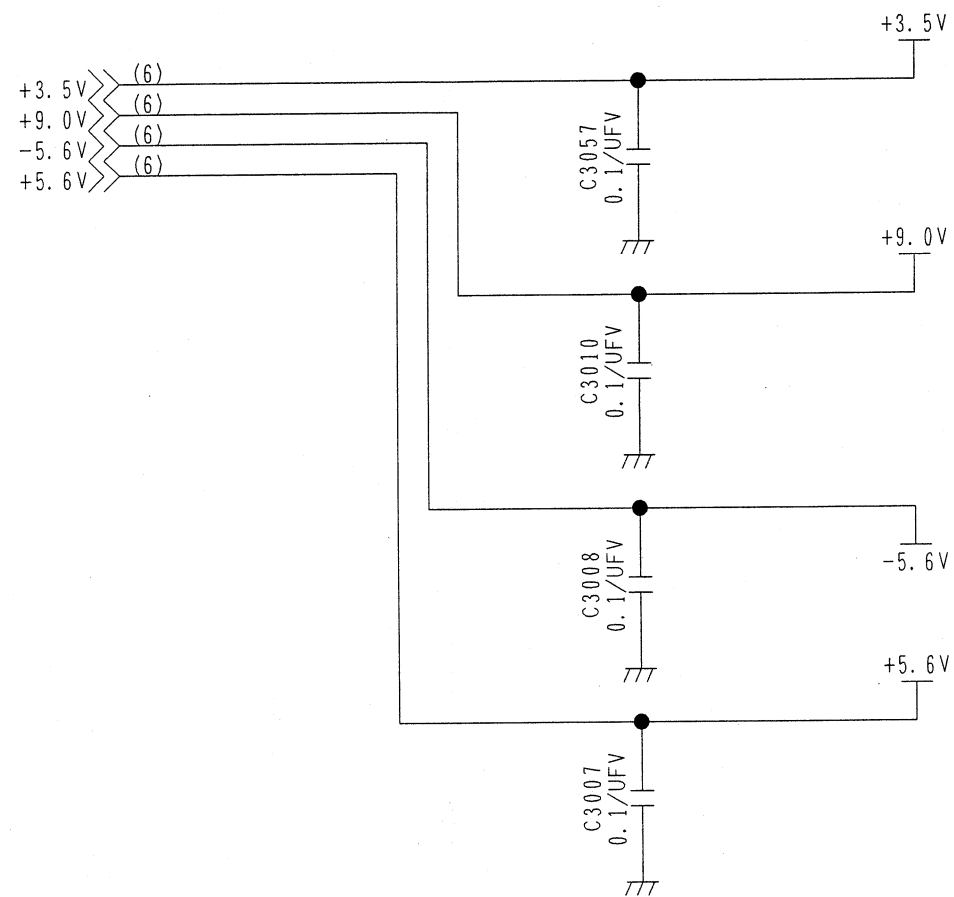 +3.5V
(6)
+3.5V
(6)
+9.0V
(6)
-5.6V
(6)
+5.6V
C3057
0.1/UFV
+9.0V
C3010
0.1/UFV
C3008
0.1/UFV
-5.6V
+5.6V
C3007
0.1/UFV